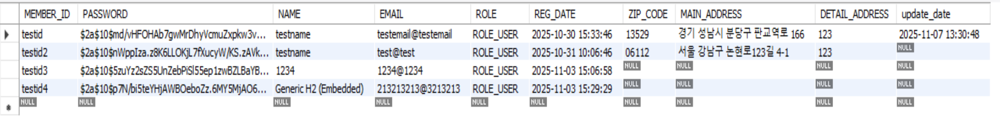 MEMBER_ID PASSWORD NAME EMAIL ROLE REG_DATE ZIP_CODE MAIN_ADDRESS DETAIL_ADDRESS update_date
testid $2a$10$md/vHFOHAb7gwMrDhyVcmuZxpkw3v... testname testemail@testemail ROLE_USER 2025-10-30 15:33:46 13529 경기 성남시 분당구 판교역로 166 123 2025-11-07 13:30:48
testid2 $2a$10$nWppIza.z8K6LLOKjL7fXucyW/KS.zAVk... testname test@test ROLE_USER 2025-10-31 10:06:46 06112 서울 강남구 논현로123길 4-1 123 NULL
testid3 $2a$10$5zuYz2sZS5UnZebPiSl55ep1zwBZLBaYB... 1234 1234@1234 ROLE_USER 2025-11-03 15:06:58 NULL NULL NULL NULL
testid4 $2a$10$p7N/bi5teYHjAWBOeboZz.6MY5MjAO6... Generic H2 (Embedded) 213213213@3213213 ROLE_USER 2025-11-03 15:29:29 NULL NULL NULL NULL
NULL NULL NULL NULL NULL NULL NULL NULL NULL NULL